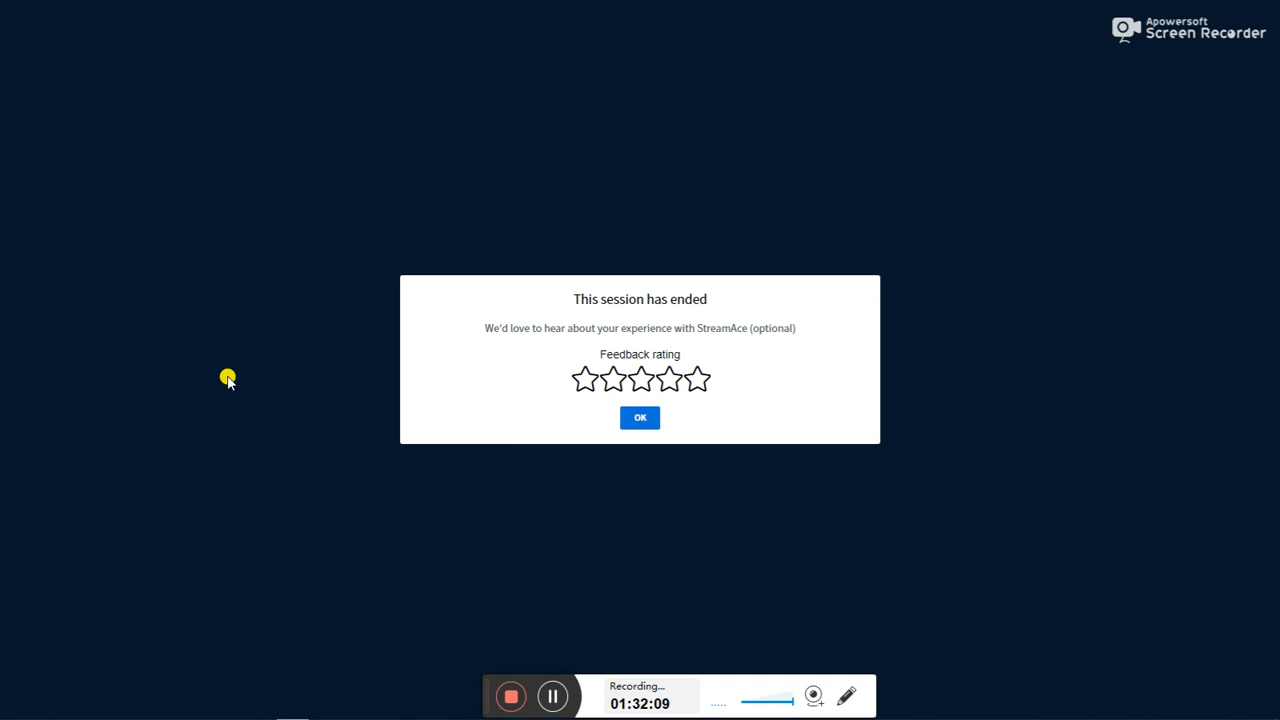 Apowersoft
Screen Recorder
This session has ended
We'd love to hear about your experience with StreamAce (optional)
Feedback rating
OK
Recording...
01:32:09